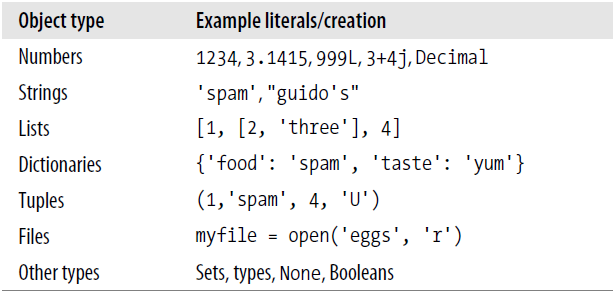 Object type Example literals/creation
Numbers 1234, 3.1415, 999L, 3+4j, Decimal
Strings 'spam', "guido's"
Lists [1, [2, 'three'], 4]
Dictionaries {'food': 'spam', 'taste': 'yum'}
Tuples (1,'spam', 4, 'U')
Files myfile = open('eggs', 'r')
Other types Sets, types, None, Booleans